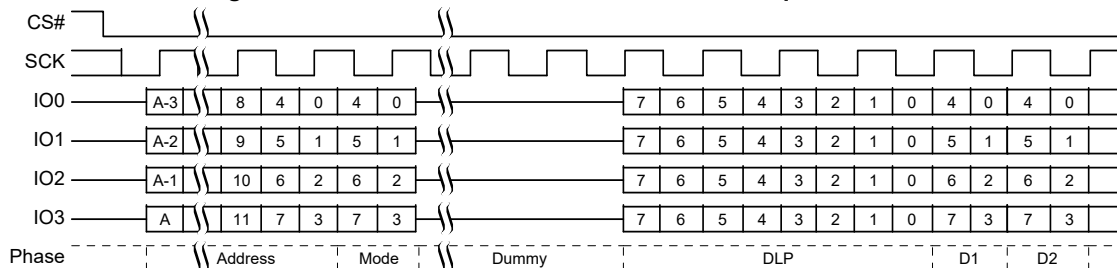 CS#
SCK
IO0 A-3 8 4 0 4 0 7 6 5 4 3 2 1 0 4 0 4 0
IO1 A-2 9 5 1 5 1 7 6 5 4 3 2 1 0 5 1 5 1
IO2 A-1 10 6 2 6 2 7 6 5 4 3 2 1 0 6 2 6 2
IO3 A 11 7 3 7 3 7 6 5 4 3 2 1 0 7 3 7 3
Phase Address Mode Dummy DLP D1 D2